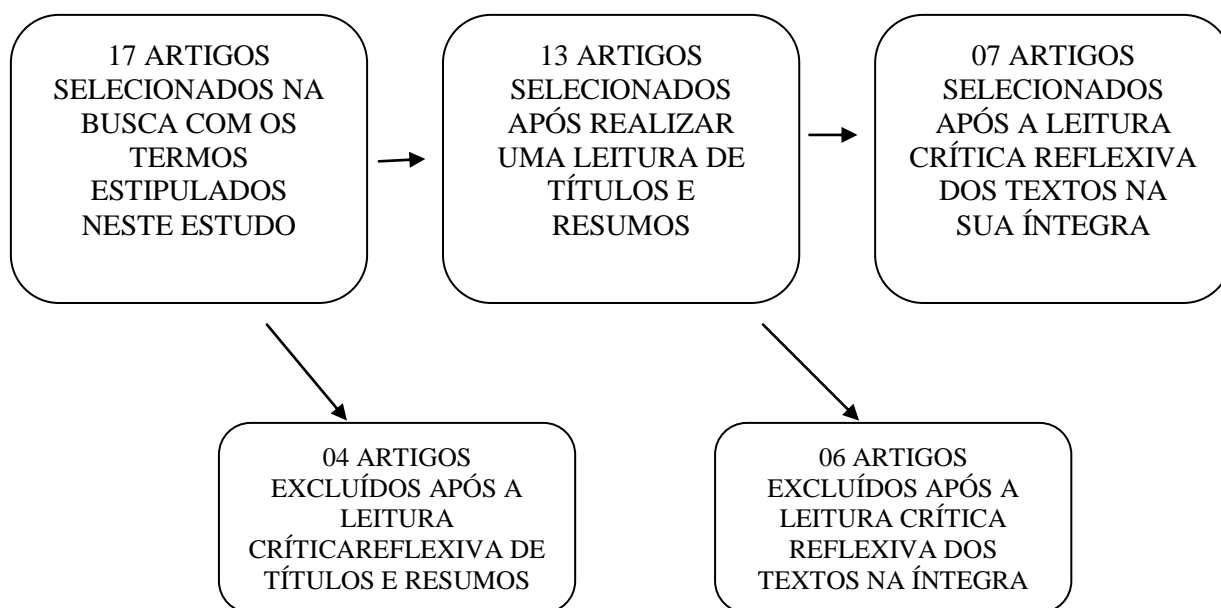 17 ARTIGOS
SELECIONADOS NA
BUSCA COM OS
TERMOS
ESTIPULADOS
NESTE ESTUDO
13 ARTIGOS
SELECIONADOS
APÓS REALIZAR
UMA LEITURA DE
TÍTULOS E
RESUMOS
07 ARTIGOS
SELECIONADOS
APÓS A LEITURA
CRÍTICA REFLEXIVA
DOS TEXTOS NA
SUA ÍNTEGRA
04 ARTIGOS
EXCLUÍDOS APÓS A
LEITURA
CRÍTICAREFLEXIVA DE
TÍTULOS E RESUMOS
06 ARTIGOS
EXCLUÍDOS APÓS A
LEITURA CRÍTICA
REFLEXIVA DOS
TEXTOS NA ÍNTEGRA